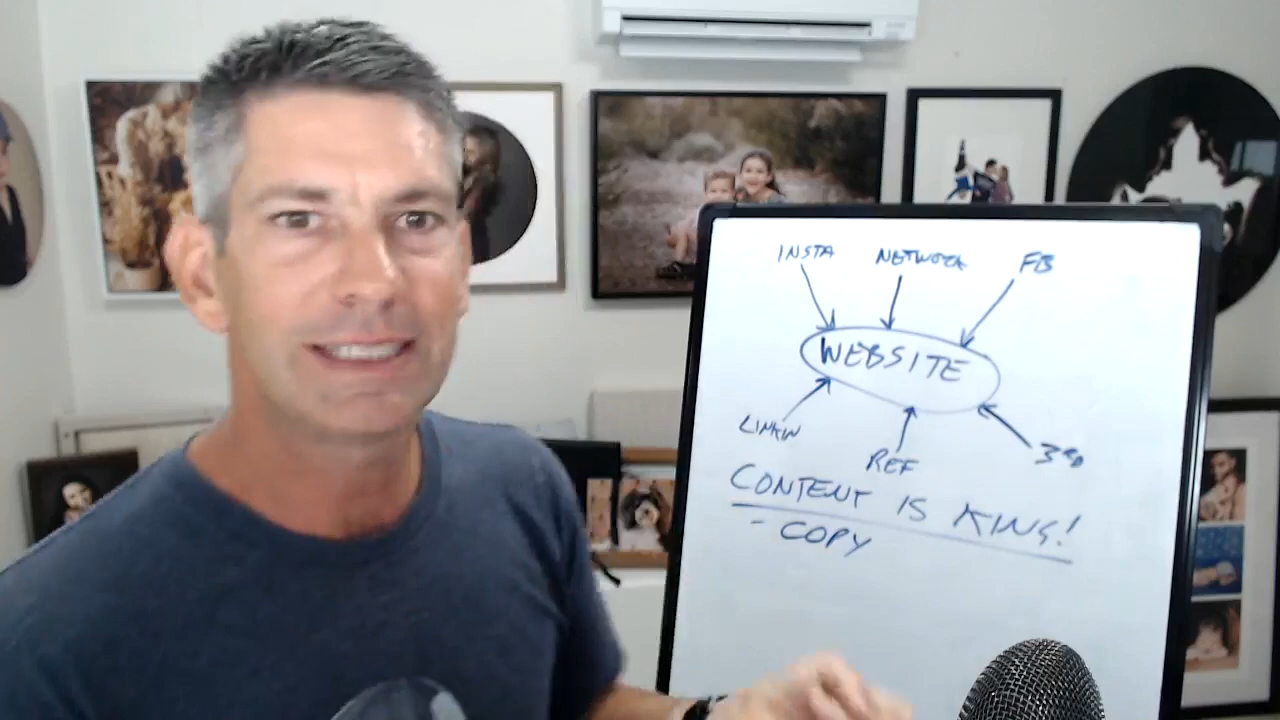 INSTA NETWORK FB
WEBSITE
LINKIN
REF
3RD
CONTENT IS KING!
- COPY